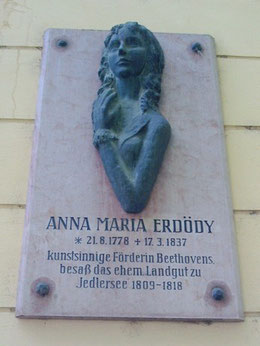 ANNA MARIA ERDÖDY
* 21.8.1778 + 17.3.1837
kunstsinnige Förderin Beethovens,
besaß das ehem. Landgut zu
Jedlersee 1809-1818